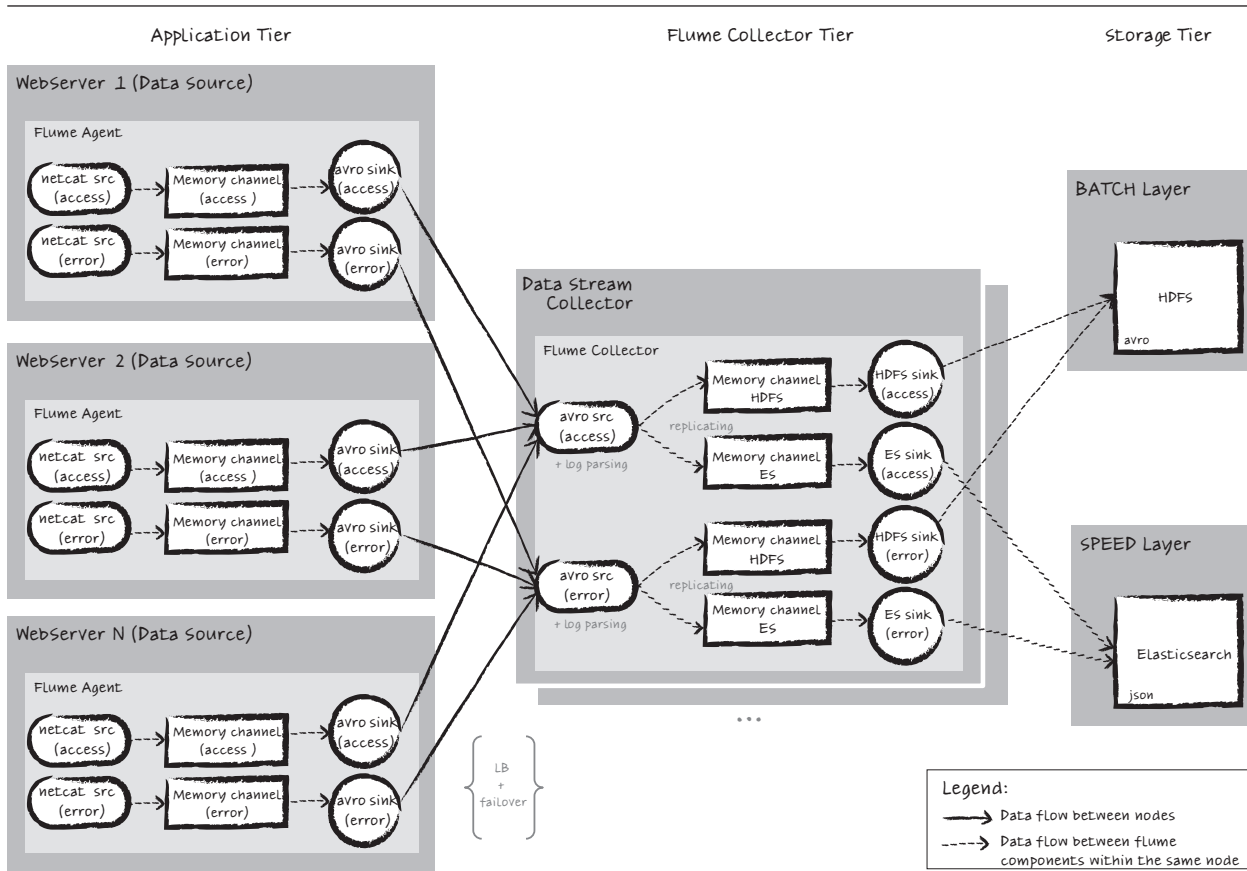 Application Tier
Flume Collector Tier
Storage Tier
WebServer 1 (Data Source)
Flume Agent
netcat src
(access)
Memory channel
(access )
avro sink
(access)
netcat src
(error)
Memory channel
(error)
avro sink
(error)
WebServer 2 (Data Source)
Flume Agent
netcat src
(access)
Memory channel
(access )
avro sink
(access)
netcat src
(error)
Memory channel
(error)
avro sink
(error)
WebServer N (Data Source)
Flume Agent
netcat src
(access)
Memory channel
(access )
avro sink
(access)
netcat src
(error)
Memory channel
(error)
avro sink
(error)
LB
+
failover
Data Stream
Collector
Flume Collector
avro src
(access)
+ log parsing
replicating
Memory channel
HDFS
HDFS sink
(access)
Memory channel
ES
ES sink
(access)
avro src
(error)
+ log parsing
replicating
Memory channel
HDFS
HDFS sink
(error)
Memory channel
ES
ES sink
(error)
...
BATCH Layer
HDFS
avro
SPEED Layer
Elasticsearch
json
Legend:
Data flow between nodes
Data flow between flume
components within the same node